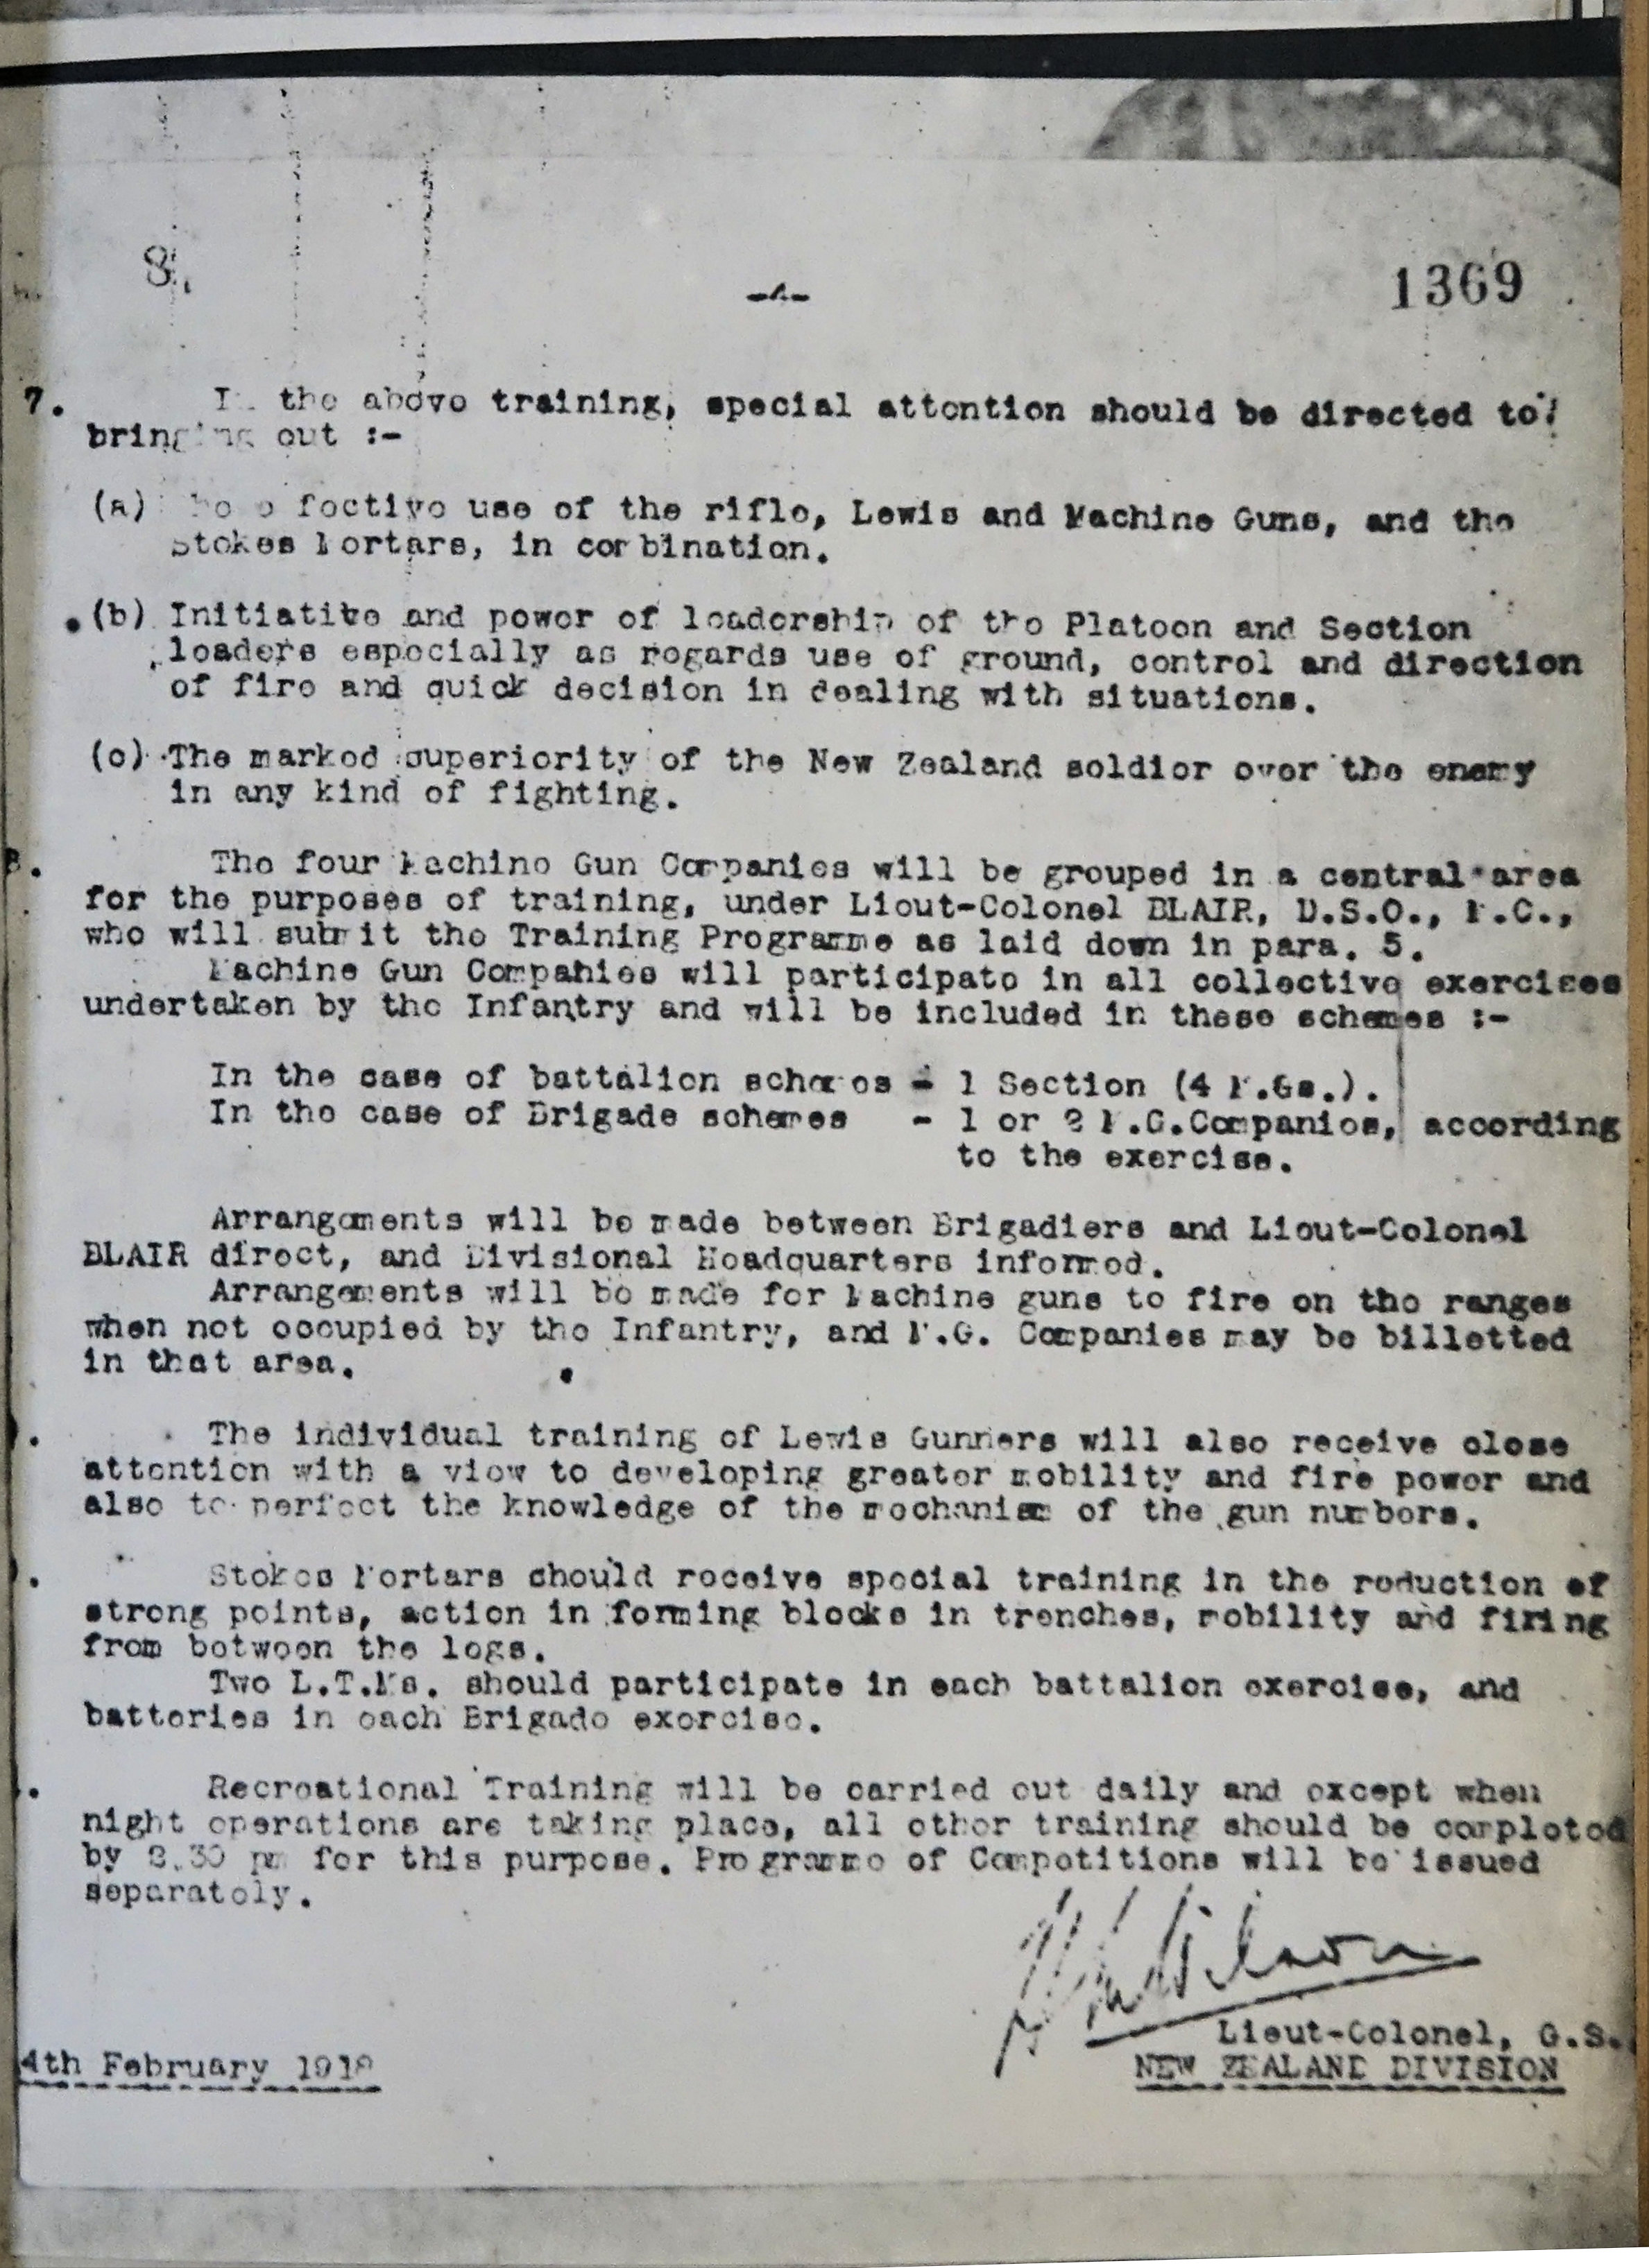 8.
1369
7. In the above training, special attention should be directed to
bringing out :-
(a) effective use of the rifle, Lewis and Machine Guns, and the
Stokes Mortars, in combination.
(b) Initiative and power of leadership of the Platoon and Section
leaders especially as regards use of ground, control and direction
of fire and quick decision in dealing with situations.
(c) The marked superiority of the New Zealand soldier over the enemy
in any kind of fighting.
8. The four Machine Gun Companies will be grouped in a central area
for the purposes of training, under Lieut-Colonel BLAIR, D.S.O., M.C.,
who will submit the Training Programme as laid down in para. 5.
Machine Gun Companies will participate in all collective exercises
undertaken by the Infantry and will be included in these schemes :-
In the case of battalion schemes - 1 Section (4 M.Gs.).
In the case of Brigade schemes - 1 or 2 M.G.Companies, according
to the exercise.
Arrangements will be made between Brigadiers and Lieut-Colonel
BLAIR direct, and Divisional Headquarters informed.
Arrangements will be made for Machine guns to fire on the ranges
when not occupied by the Infantry, and M.G. Companies may be billetted
in that area.
. The individual training of Lewis Gunners will also receive close
attention with a view to developing greater mobility and fire power and
also to perfect the knowledge of the mechanism of the gun numbers.
. Stokes Mortars should receive special training in the reduction of
strong points, action in forming blocks in trenches, mobility and firing
from between the legs.
Two L.T.Ms. should participate in each battalion exercise, and
batteries in each Brigade exercise.
. Recreational Training will be carried out daily and except when
night operations are taking place, all other training should be completed
by 2.30 pm for this purpose. Programme of Competitions will be issued
separately.
Wilson
Lieut-Colonel, G.S.
4th February 1918
NEW ZEALAND DIVISION